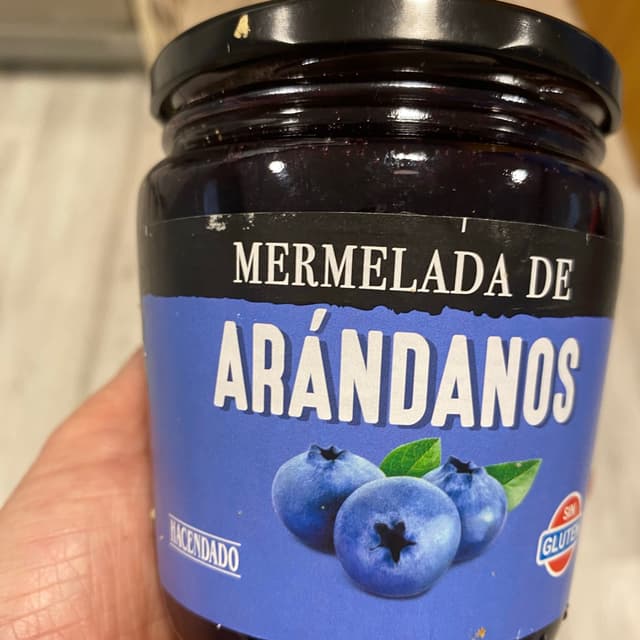 MERMELADA DE
ARÁNDANOS
HACENDADO
SIN
GLUTEN